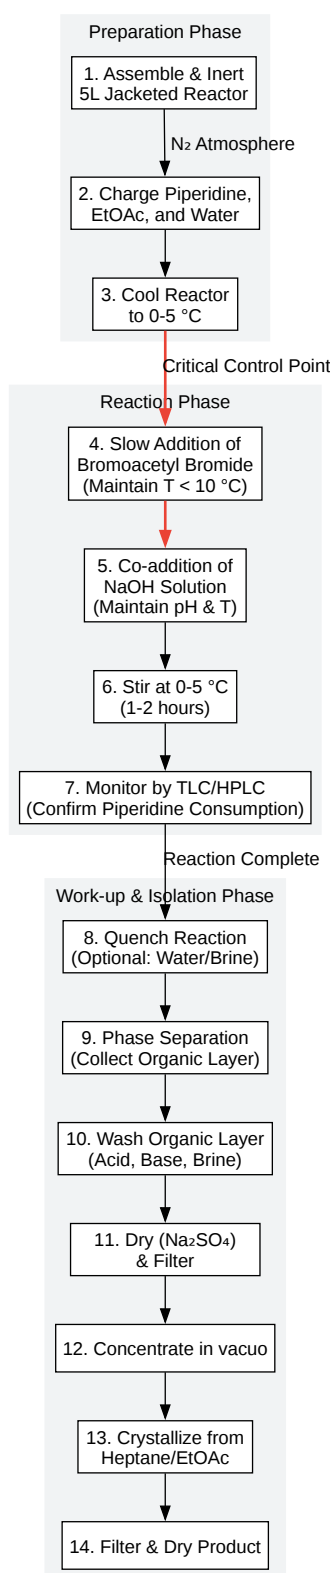 Preparation Phase
1. Assemble & Inert
5L Jacketed Reactor
N₂ Atmosphere
2. Charge Piperidine,
EtOAc, and Water
3. Cool Reactor
to 0-5 °C
Critical Control Point
Reaction Phase
4. Slow Addition of
Bromoacetyl Bromide
(Maintain T < 10 °C)
5. Co-addition of
NaOH Solution
(Maintain pH & T)
6. Stir at 0-5 °C
(1-2 hours)
7. Monitor by TLC/HPLC
(Confirm Piperidine Consumption)
Reaction Complete
Work-up & Isolation Phase
8. Quench Reaction
(Optional: Water/Brine)
9. Phase Separation
(Collect Organic Layer)
10. Wash Organic Layer
(Acid, Base, Brine)
11. Dry (Na₂SO₄)
& Filter
12. Concentrate in vacuo
13. Crystallize from
Heptane/EtOAc
14. Filter & Dry Product